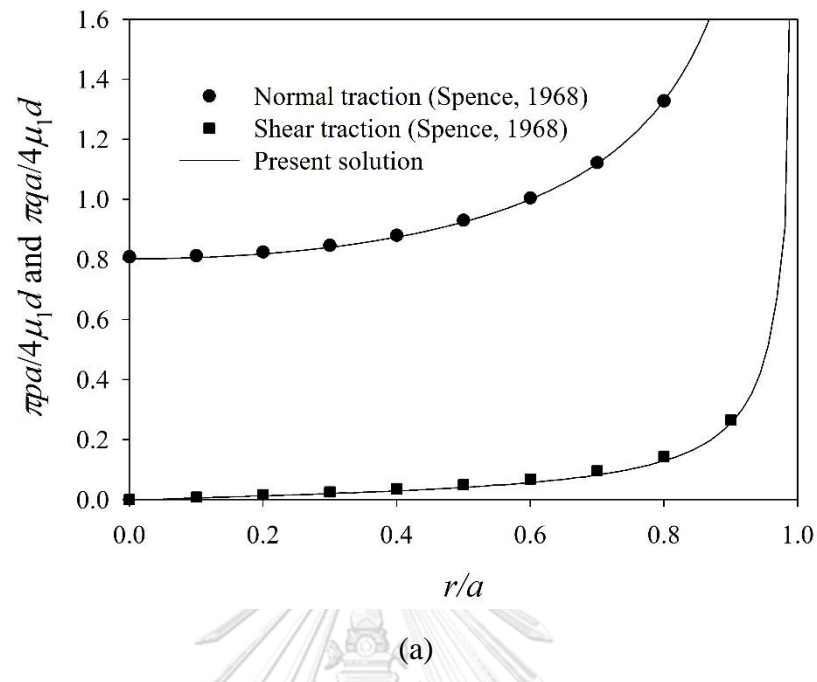 1.6
1.4
1.2
1.0
0.8
0.6
0.4
0.2
0.0
πpa/4μ₁d and πqa/4μ₁d
Normal traction (Spence, 1968)
Shear traction (Spence, 1968)
Present solution
0.0 0.2 0.4 0.6 0.8 1.0
r/a
(a)